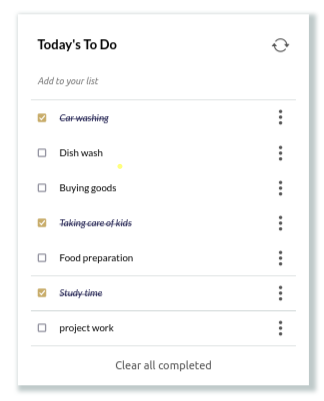 Today's To Do
Add to your list
Car washing
Dish wash
Buying goods
Taking care of kids
Food preparation
Study time
project work
Clear all completed